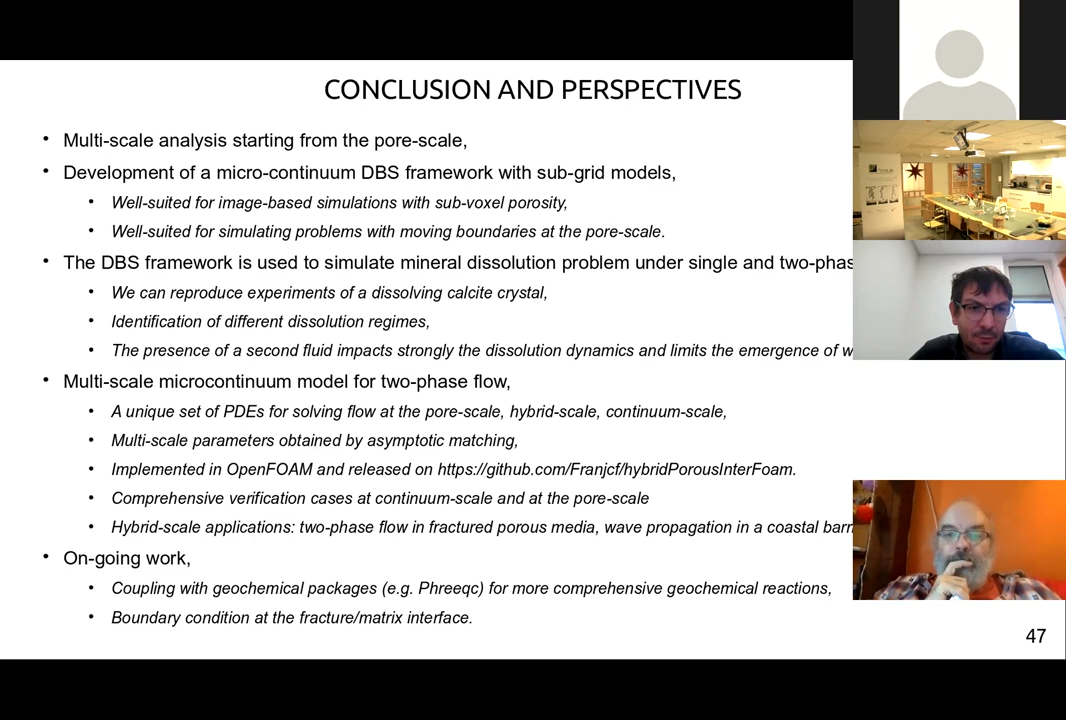 CONCLUSION AND PERSPECTIVES
• Multi-scale analysis starting from the pore-scale,
• Development of a micro-continuum DBS framework with sub-grid models,
• Well-suited for image-based simulations with sub-voxel porosity,
• Well-suited for simulating problems with moving boundaries at the pore-scale.
• The DBS framework is used to simulate mineral dissolution problem under single and two-phas
• We can reproduce experiments of a dissolving calcite crystal,
• Identification of different dissolution regimes,
• The presence of a second fluid impacts strongly the dissolution dynamics and limits the emergence of w
• Multi-scale microcontinuum model for two-phase flow,
• A unique set of PDEs for solving flow at the pore-scale, hybrid-scale, continuum-scale,
• Multi-scale parameters obtained by asymptotic matching,
• Implemented in OpenFOAM and released on https://github.com/Franjcf/hybridPorousInterFoam.
• Comprehensive verification cases at continuum-scale and at the pore-scale
• Hybrid-scale applications: two-phase flow in fractured porous media, wave propagation in a coastal barr
• On-going work,
• Coupling with geochemical packages (e.g. Phreeqc) for more comprehensive geochemical reactions,
• Boundary condition at the fracture/matrix interface.
47